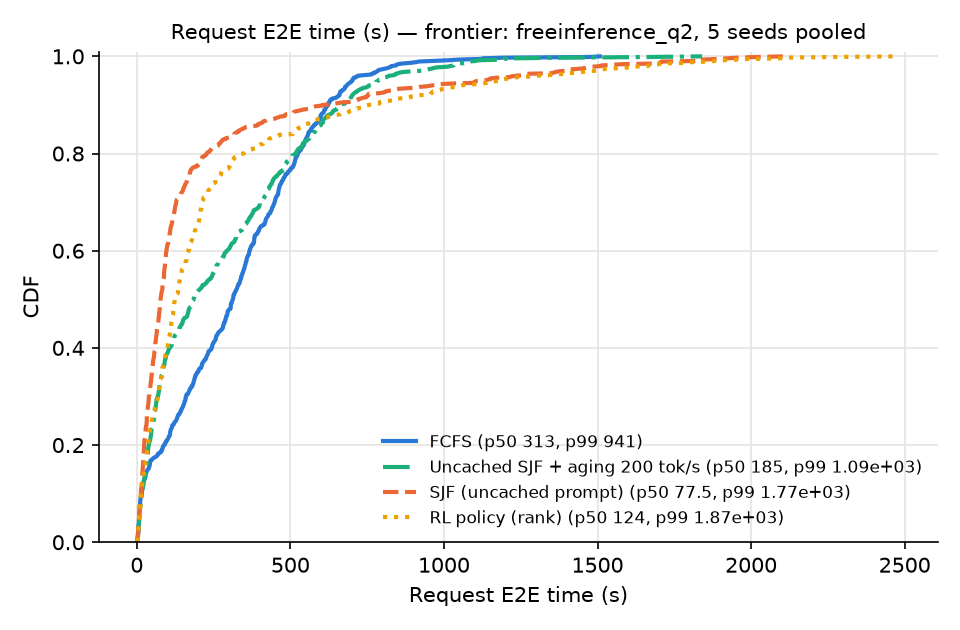 Request E2E time (s) — frontier: freeinference_q2, 5 seeds pooled
1.0
0.8
0.6
0.4
0.2
0.0
CDF
FCFS (p50 313, p99 941)
Uncached SJF + aging 200 tok/s (p50 185, p99 1.09e+03)
SJF (uncached prompt) (p50 77.5, p99 1.77e+03)
RL policy (rank) (p50 124, p99 1.87e+03)
0 500 1000 1500 2000 2500
Request E2E time (s)